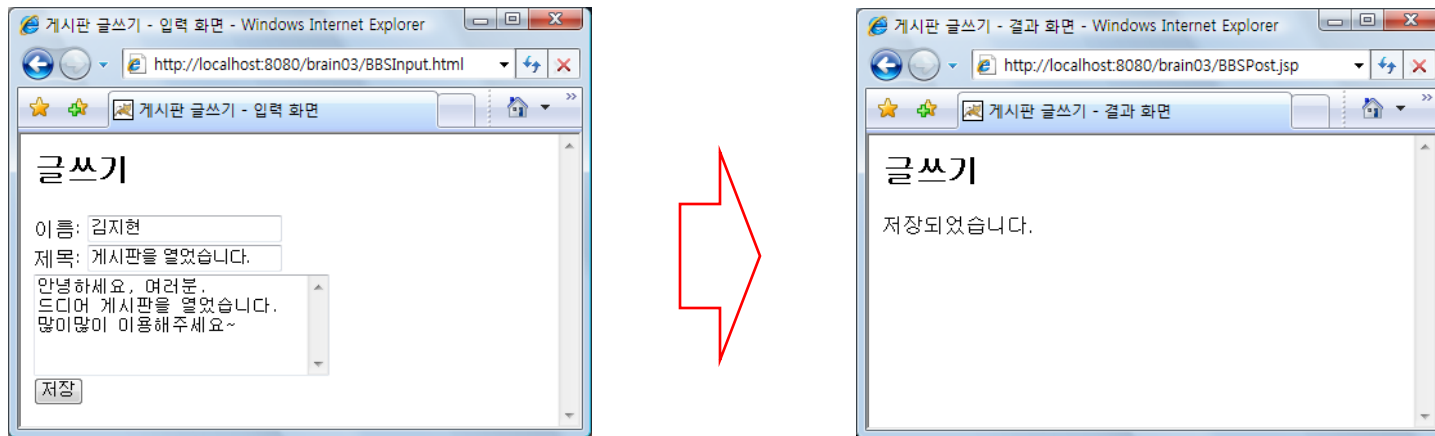 게시판 글쓰기 - 입력 화면 - Windows Internet Explorer
http://localhost:8080/brain03/BBSInput.html
게시판 글쓰기 - 입력 화면
글쓰기
이름: 김지현
제목: 게시판을 열었습니다.
안녕하세요, 여러분.
드디어 게시판을 열었습니다.
많이많이 이용해주세요~
저장
게시판 글쓰기 - 결과 화면 - Windows Internet Explorer
http://localhost:8080/brain03/BBSPost.jsp
게시판 글쓰기 - 결과 화면
글쓰기
저장되었습니다.